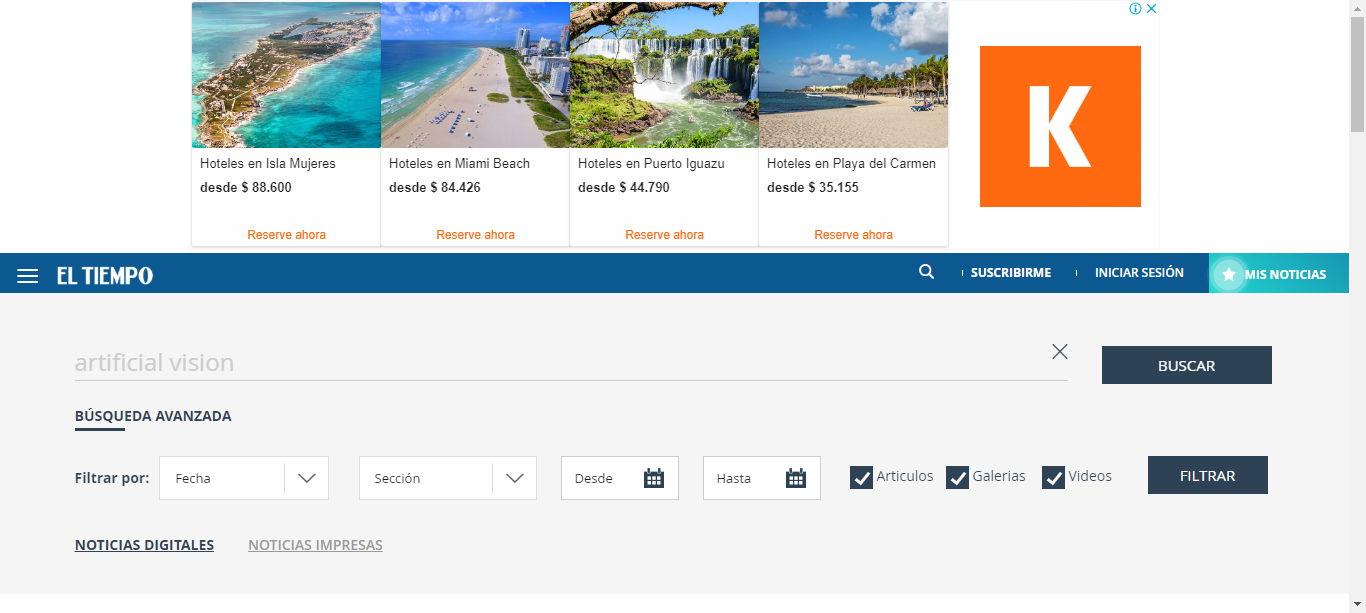 Hoteles en Isla Mujeres
desde $ 88.600
Reserve ahora
Hoteles en Miami Beach
desde $ 84.426
Reserve ahora
Hoteles en Puerto Iguazu
desde $ 44.790
Reserve ahora
Hoteles en Playa del Carmen
desde $ 35.155
Reserve ahora
K
EL TIEMPO
SUSCRIBIRME
INICIAR SESIÓN
MIS NOTICIAS
artificial vision
BUSCAR
BÚSQUEDA AVANZADA
Filtrar por:
Fecha
Sección
Desde
Hasta
Articulos
Galerias
Videos
FILTRAR
NOTICIAS DIGITALES
NOTICIAS IMPRESAS